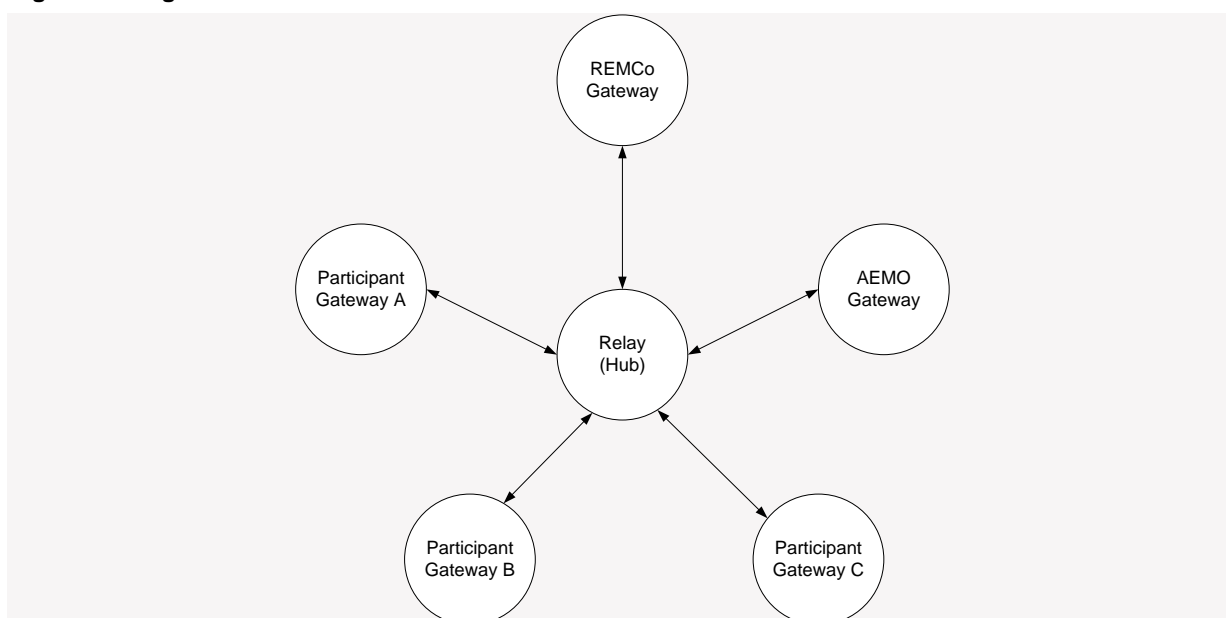 REMCo
Gateway
Participant
Gateway A
AEMO
Gateway
Relay
(Hub)
Participant
Gateway B
Participant
Gateway C